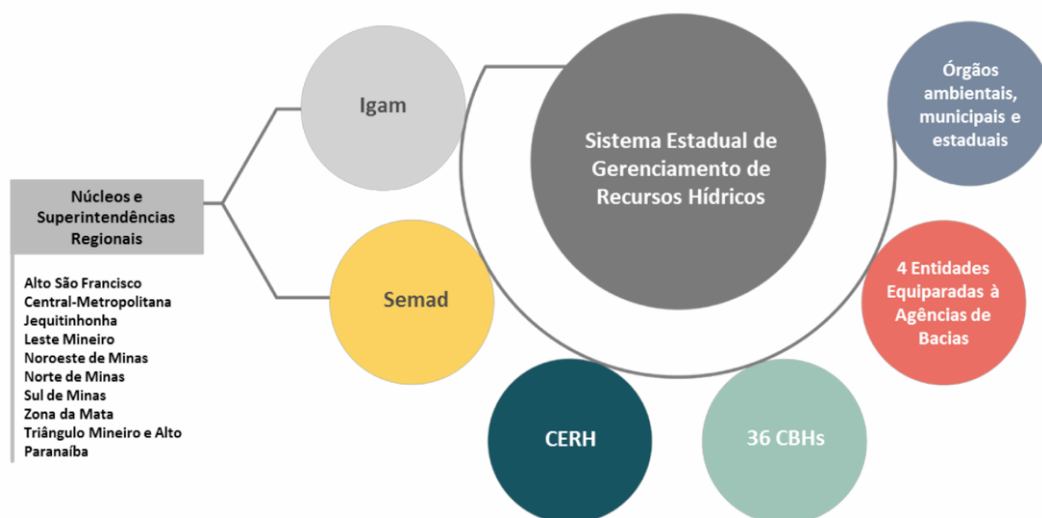 Igam
Sistema Estadual de
Gerenciamento de
Recursos Hídricos
Órgãos
ambientais,
municipais e
estaduais
Núcleos e
Superintendências
Regionais
Alto São Francisco
Central-Metropolitana
Jequitinhonha
Leste Mineiro
Noroeste de Minas
Norte de Minas
Sul de Minas
Zona da Mata
Triângulo Mineiro e Alto
Paranaíba
Semad
4 Entidades
Equiparadas à
Agências de
Bacias
CERH
36 CBHs